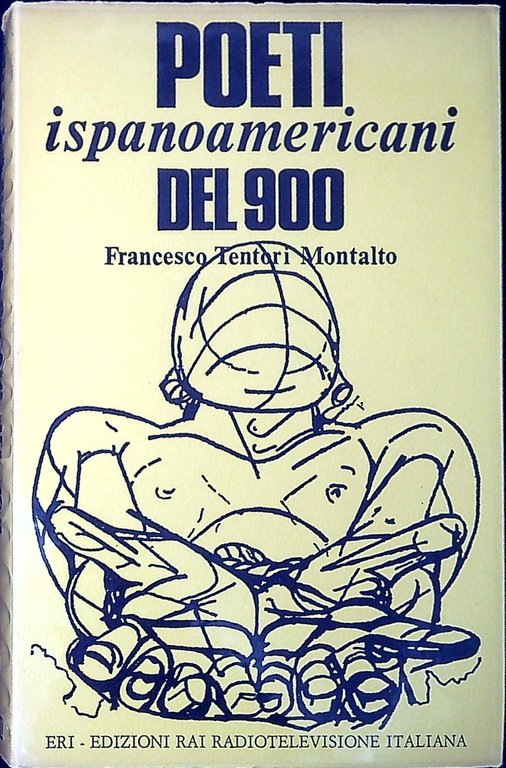 POETI
ispanoamericani
DEL 900
Francesco Tentori Montalto
ERI - EDIZIONI RAI RADIOTELEVISIONE ITALIANA